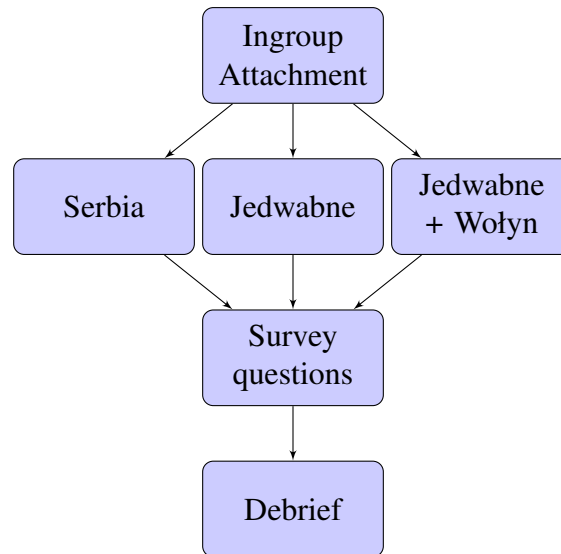 Ingroup
Attachment
Serbia
Jedwabne
Jedwabne
+ Wołyn
Survey
questions
Debrief